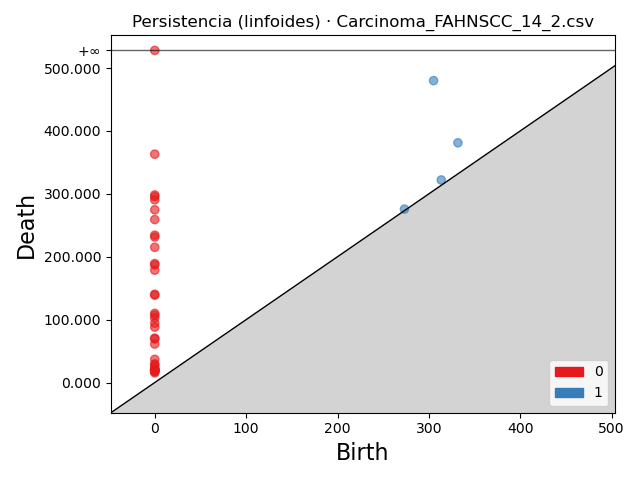 Persistencia (linfoides) · Carcinoma_FAHNSCC_14_2.csv
+∞
500.000
400.000
300.000
200.000
100.000
0.000
Death
0
1
0 100 200 300 400 500
Birth